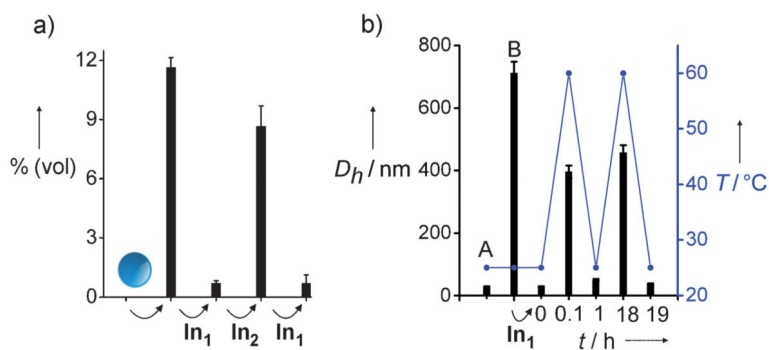 a)
12
9
6
3
0
% (vol)
In₁ In₂ In₁
b)
800
600
400
200
0
Dₕ / nm
A
B
In₁
0 0.1 1 18 19
t / h
60
50
40
30
20
T / °C